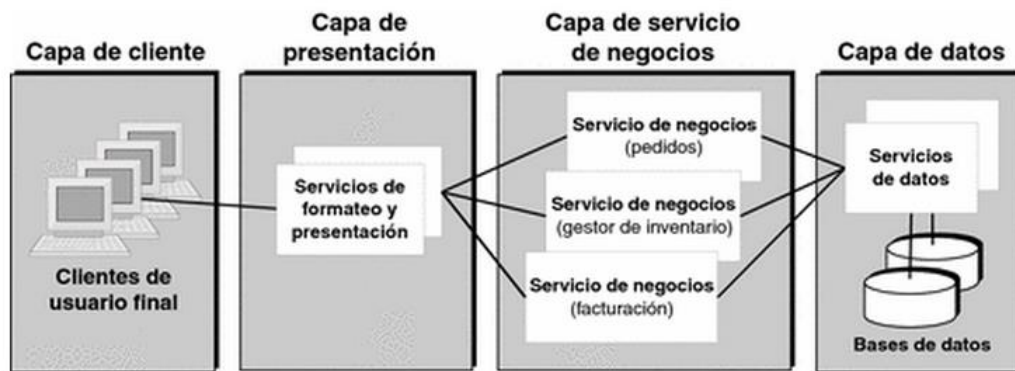 Capa de cliente
Capa de
presentación
Capa de servicio
de negocios
Capa de datos
Clientes de
usuario final
Servicios de
formateo y
presentación
Servicio de negocios
(pedidos)
Servicio de negocios
(gestor de inventario)
Servicio de negocios
(facturación)
Servicios
de datos
Bases de datos